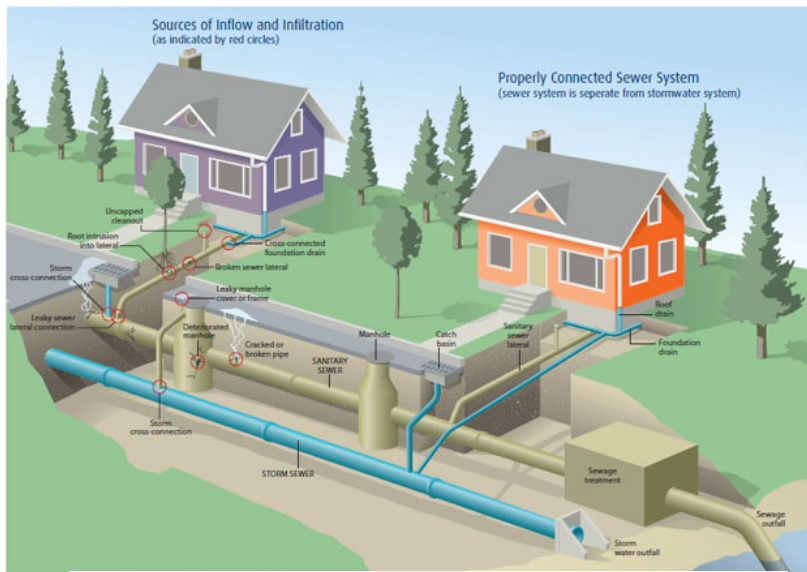 Sources of Inflow and Infiltration
(as indicated by red circles)
Properly Connected Sewer System
(sewer system is seperate from stormwater system)
Uncapped
cleanout
Root intrusion
into lateral
Cross-connected
foundation drain
Broken sewer lateral
Storm
cross-connection
Leaky manhole
cover or frame
Leaky sewer
lateral connection
Deteriorated
manhole
Cracked or
broken pipe
SANITARY
SEWER
Manhole
Catch
basin
Sanitary
sewer
lateral
Roof
drain
Foundation
drain
Storm
cross-connection
STORM SEWER
Sewage
treatment
Sewage
outfall
Storm
water outfall